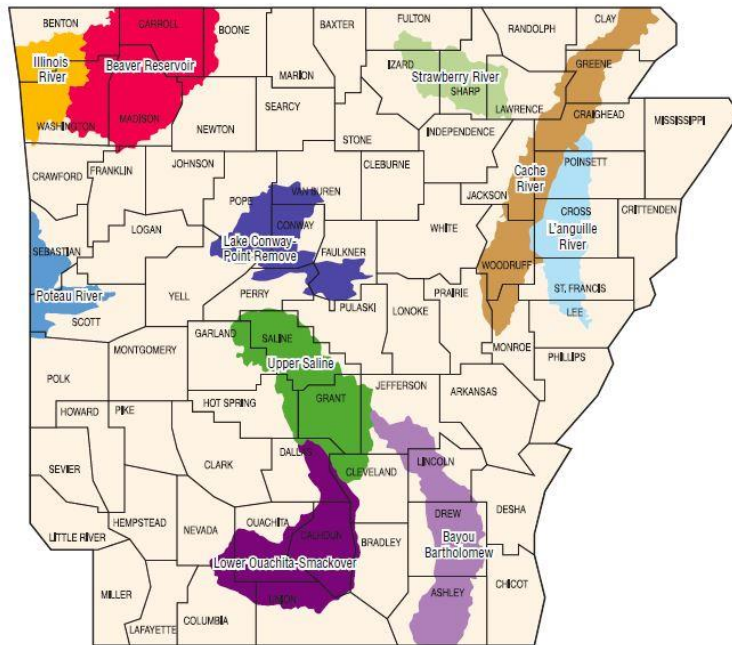 BENTON
CARROLL
BOONE
BAXTER
FULTON
RANDOLPH
CLAY
Illinois
River
Beaver Reservoir
MARION
IZARD
Strawberry River
SHARP
GREENE
LAWRENCE
WASHINGTON
MADISON
NEWTON
SEARCY
STONE
INDEPENDENCE
CRAIGHEAD
MISSISSIPPI
CRAWFORD
FRANKLIN
JOHNSON
CLEBURNE
JACKSON
POINSETT
Cache
River
POPE
VAN BUREN
CONWAY
Lake Conway-
Point Remove
FAULKNER
WHITE
CROSS
CRITTENDEN
L'anguille
River
SEBASTIAN
LOGAN
WOODRUFF
Poteau River
SCOTT
YELL
PERRY
PULASKI
LONOKE
PRAIRIE
ST. FRANCIS
LEE
GARLAND
SALINE
Upper Saline
MONROE
PHILLIPS
POLK
MONTGOMERY
HOT SPRING
GRANT
JEFFERSON
ARKANSAS
HOWARD
PIKE
SEVIER
CLARK
DALLAS
CLEVELAND
LINCOLN
LITTLE RIVER
HEMPSTEAD
NEVADA
OUACHITA
CALHOUN
BRADLEY
DREW
DESHA
Bayou
Bartholomew
Lower Ouachita-Smackover
MILLER
LAFAYETTE
COLUMBIA
UNION
ASHLEY
CHICOT